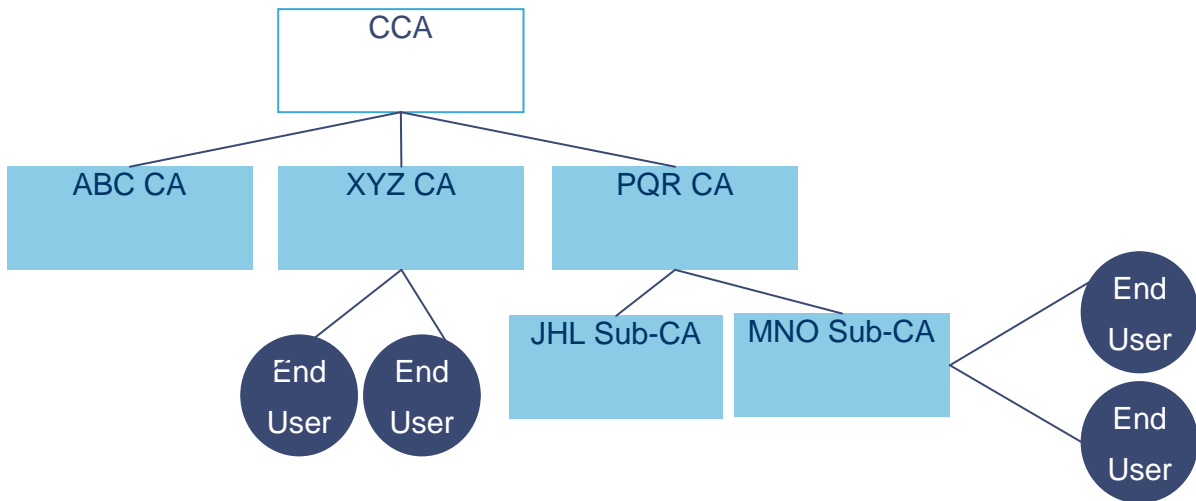 CCA
ABC CA
XYZ CA
PQR CA
JHL Sub-CA
MNO Sub-CA
End
User
End
User
End
User
End
User